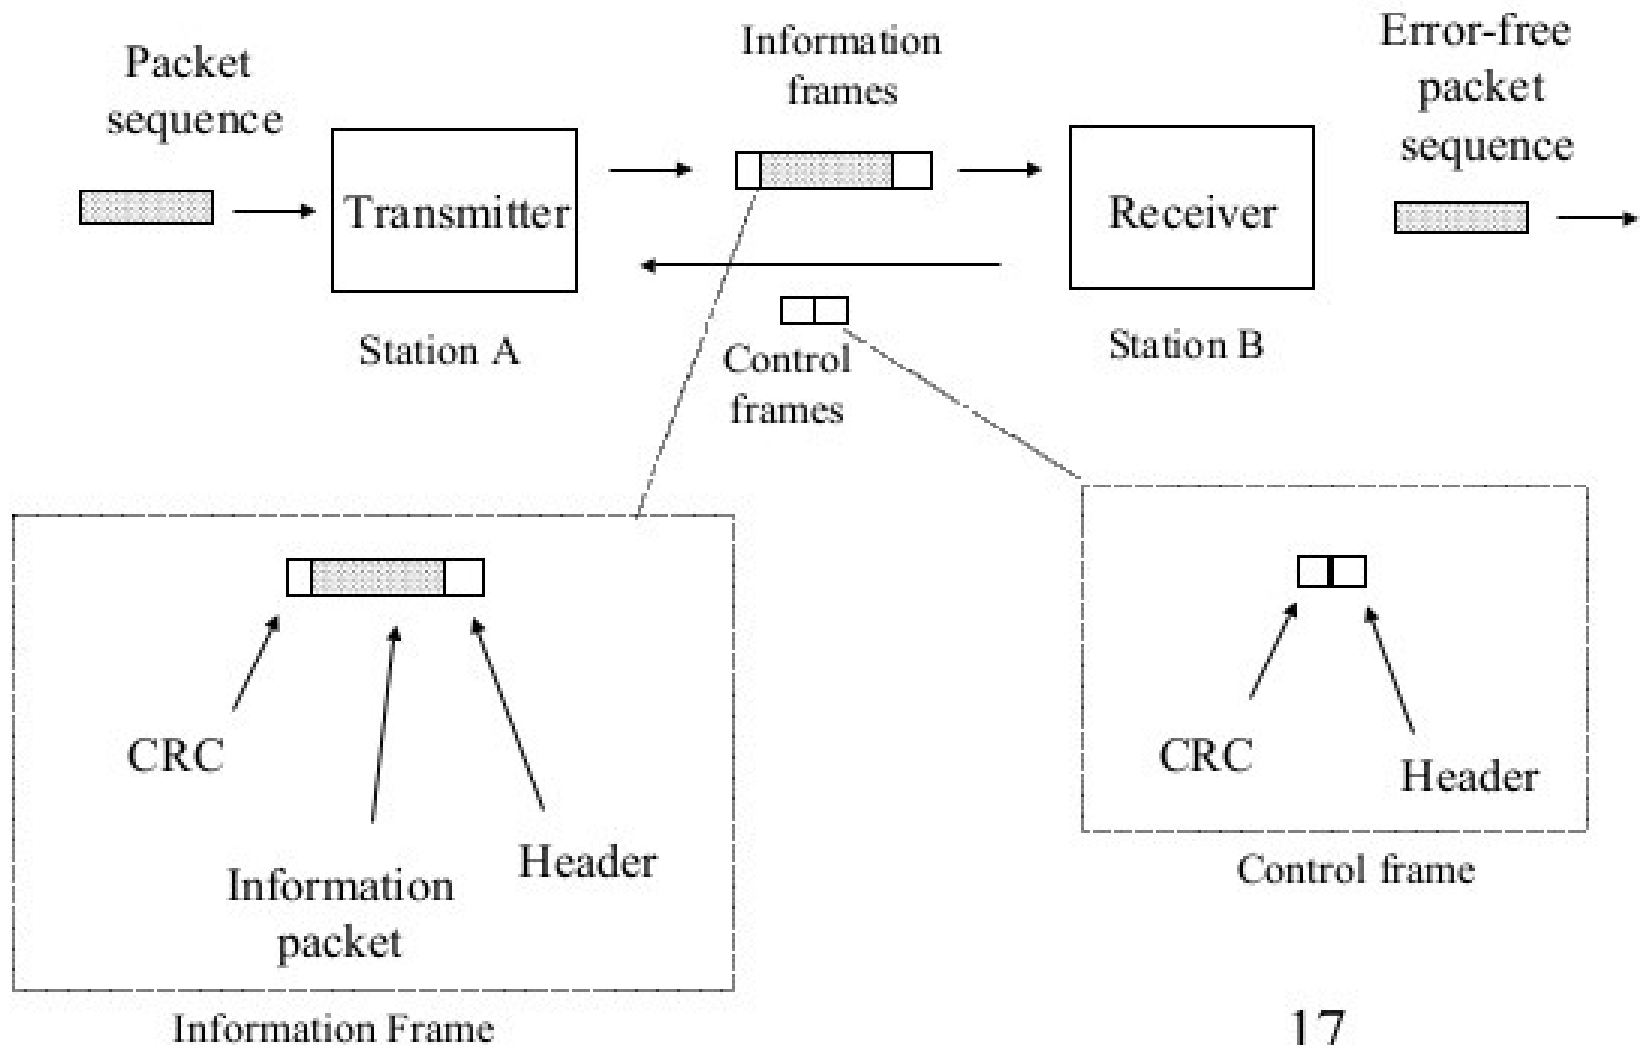 Packet
sequence
Information
frames
Error-free
packet
sequence
Transmitter
Receiver
Station A
Control
frames
Station B
CRC
Information
packet
Header
Information Frame
CRC
Header
Control frame
17